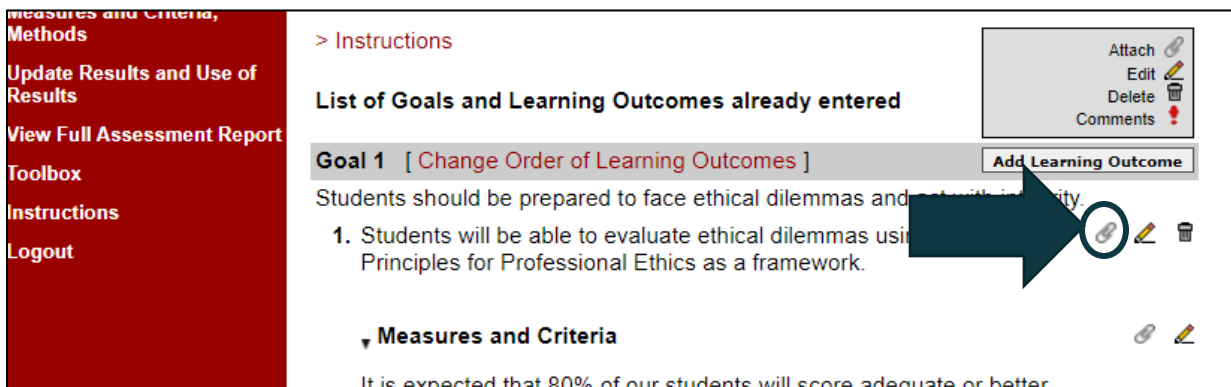 Measures and Criteria,
Methods
Update Results and Use of
Results
View Full Assessment Report
Toolbox
Instructions
Logout
> Instructions
Attach
Edit
Delete
Comments
List of Goals and Learning Outcomes already entered
Goal 1 [ Change Order of Learning Outcomes ]
Add Learning Outcome
Students should be prepared to face ethical dilemmas and
1. Students will be able to evaluate ethical dilemmas
Principles for Professional Ethics as a framework.
Measures and Criteria
It is expected that 80% of our students will score adequate or better